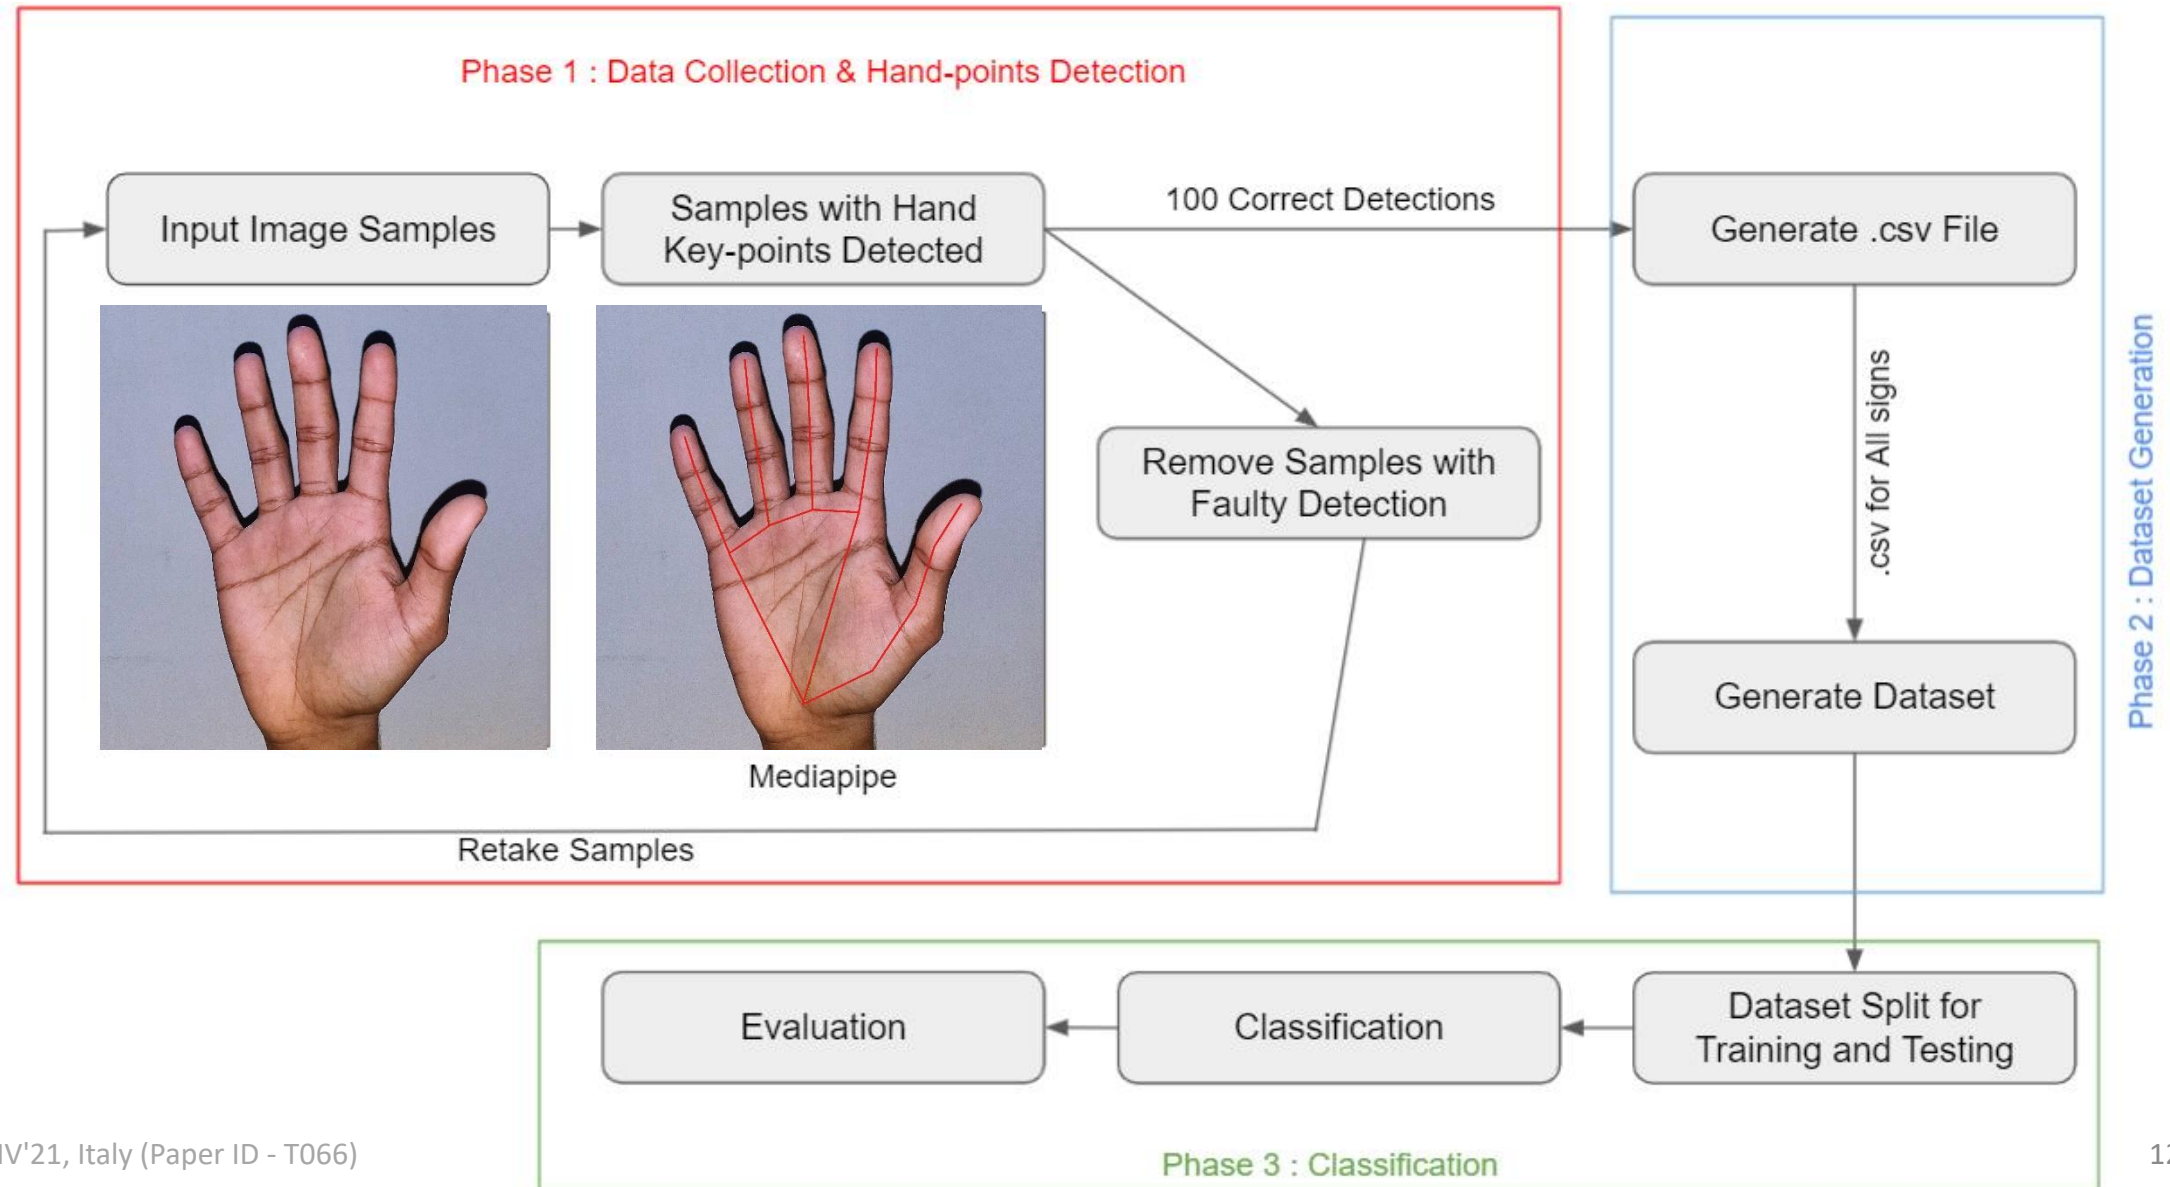 Phase 1 : Data Collection & Hand-points Detection
Input Image Samples
Samples with Hand
Key-points Detected
100 Correct Detections
Generate .csv File
Remove Samples with
Faulty Detection
.csv for All signs
Phase 2 : Dataset Generation
Generate Dataset
Mediapipe
Retake Samples
Evaluation
Classification
Dataset Split for
Training and Testing
Phase 3 : Classification
IV'21, Italy (Paper ID - T066)
12